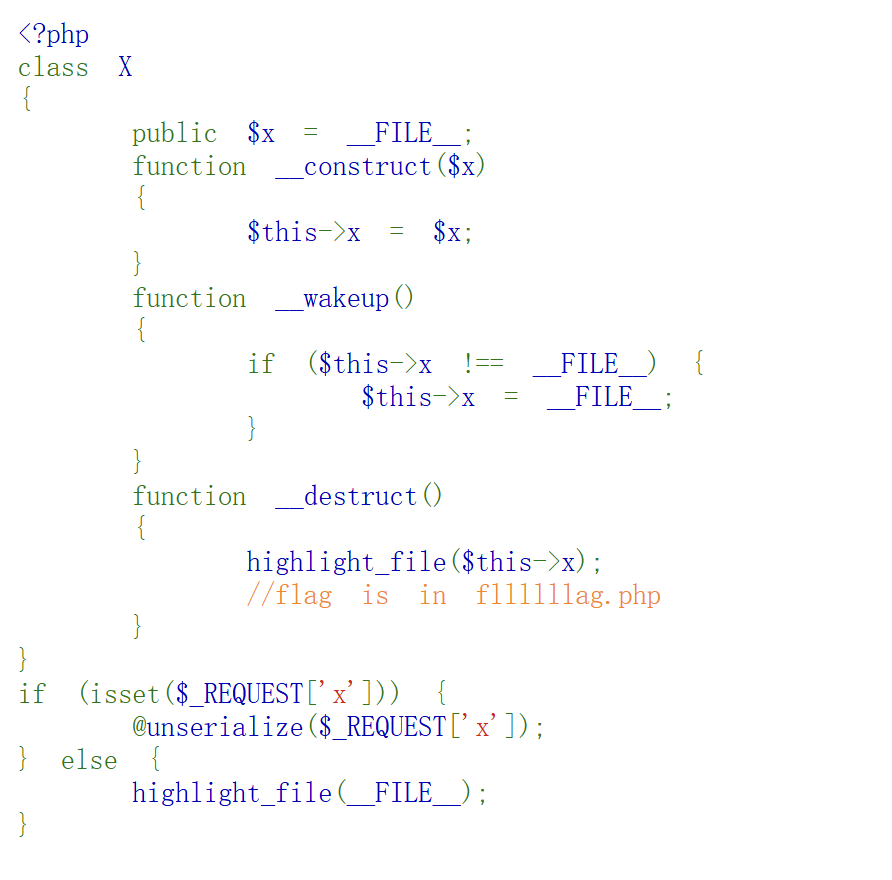 <?php
class X
{
        public $x = __FILE__;
        function __construct($x)
        {
                $this->x = $x;
        }
        function __wakeup()
        {
                if ($this->x !== __FILE__) {
                        $this->x = __FILE__;
                }
        }
        function __destruct()
        {
                highlight_file($this->x);
                //flag is in fllllllag.php
        }
}
if (isset($_REQUEST['x'])) {
        @unserialize($_REQUEST['x']);
} else {
        highlight_file(__FILE__);
}